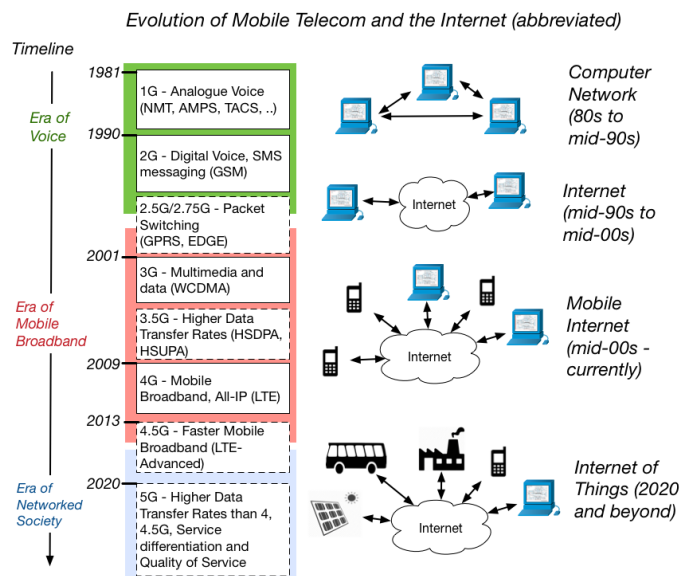 Evolution of Mobile Telecom and the Internet (abbreviated)
Timeline
1981
1G - Analogue Voice
(NMT, AMPS, TACS, ..)
Era of
Voice
1990
2G - Digital Voice, SMS
messaging (GSM)
2.5G/2.75G - Packet
Switching
(GPRS, EDGE)
2001
3G - Multimedia and
data (WCDMA)
Era of
Mobile
Broadband
3.5G - Higher Data
Transfer Rates (HSDPA,
HSUPA)
2009
4G - Mobile
Broadband, All-IP (LTE)
2013
4.5G - Faster Mobile
Broadband (LTE-
Advanced)
2020
Era of
Networked
Society
5G - Higher Data
Transfer Rates than 4,
4.5G, Service
differentiation and
Quality of Service
Computer
Network
(80s to
mid-90s)
Internet
Internet
(mid-90s to
mid-00s)
Internet
Mobile
Internet
(mid-00s -
currently)
Internet
Internet of
Things (2020
and beyond)